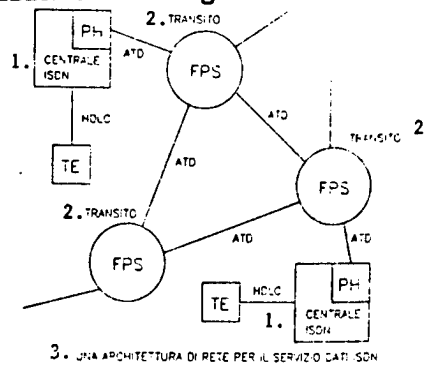 2. TRANSITO
PH
ATD
1. CENTRALE
ISDN
FPS
HDLC
ATD
TRANSITO 2
ATD
TE
FPS
2. TRANSITO
ATD
ATD
FPS
PH
TE
HDLC
CENTRALE
1. ISDN
3. UNA ARCHITETTURA DI RETE PER IL SERVIZIO DATI ISDN